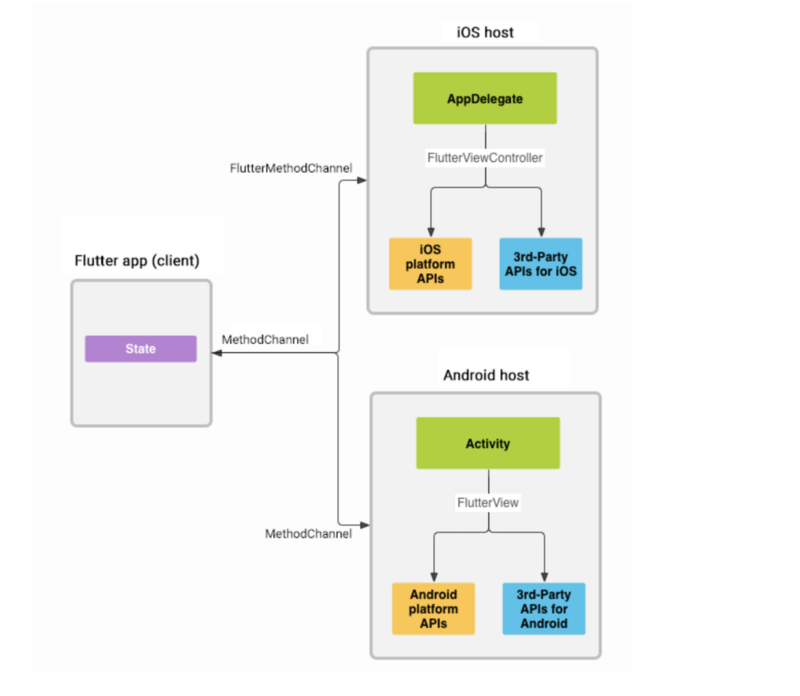 iOS host
AppDelegate
FlutterViewController
FlutterMethodChannel
iOS
platform
APIs
3rd-Party
APIs for iOS
Flutter app (client)
State
MethodChannel
Android host
Activity
FlutterView
MethodChannel
Android
platform
APIs
3rd-Party
APIs for
Android